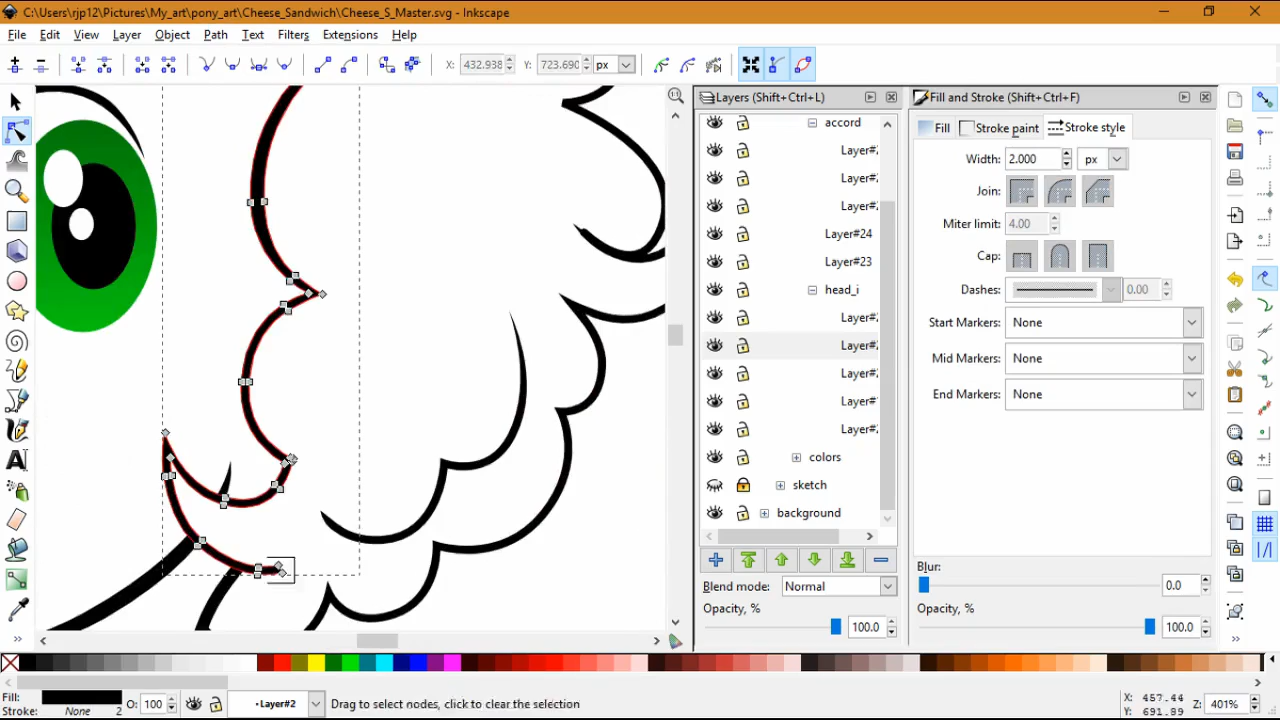 C:\Users\rjp12\Pictures\My_art\pony_art\Cheese_Sandwich\Cheese_S_Master.svg - Inkscape
File Edit View Layer Object Path Text Filters Extensions Help
X: 432.938 Y: 723.690 px
Layers (Shift+Ctrl+L)
accord
Layer#
Layer#
Layer#
Layer#24
Layer#23
head_i
Layer#
Layer#
Layer#
Layer#
Layer#
colors
sketch
background
Blend mode: Normal
Opacity, % 100.0
Fill and Stroke (Shift+Ctrl+F)
Fill Stroke paint Stroke style
Width: 2.000 px
Join:
Miter limit: 4.00
Cap:
Dashes: 0.00
Start Markers: None
Mid Markers: None
End Markers: None
Blur:
0.0
Opacity, %
100.0
Fill:
Stroke: None 2
O: 100
•Layer#2
Drag to select nodes, click to clear the selection
X: 457.44
Y: 691.89
Z: 401%